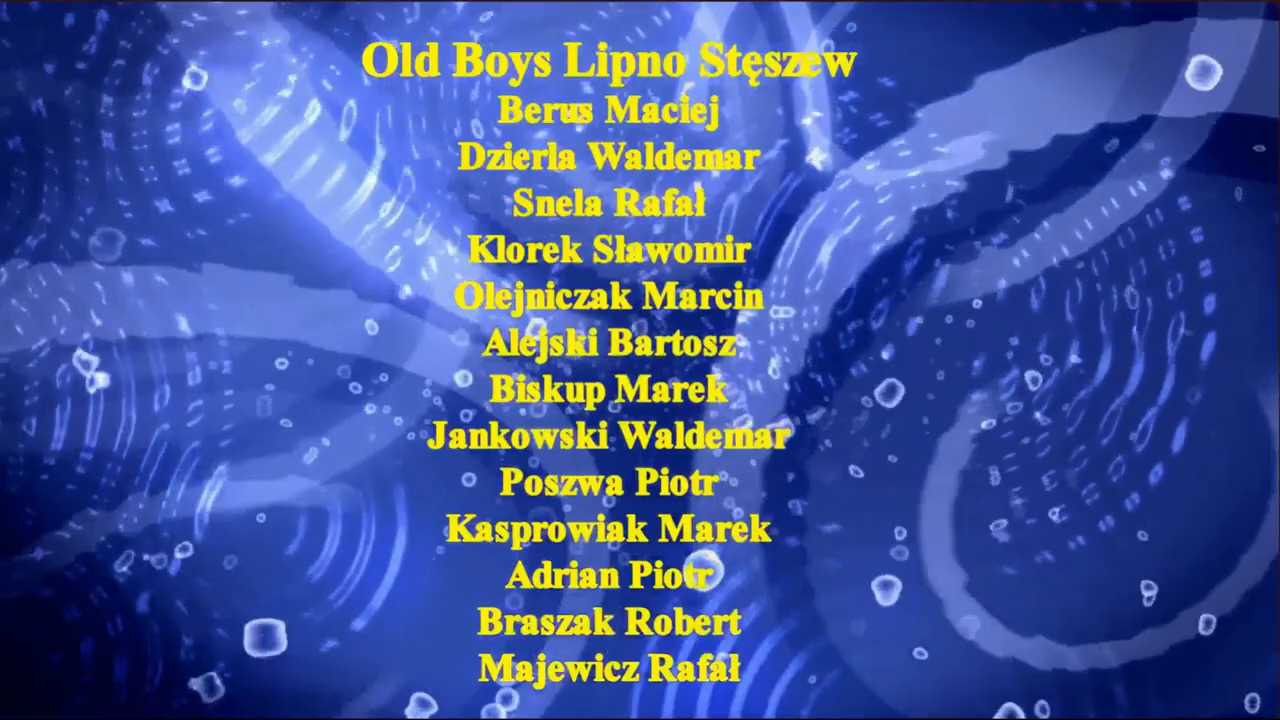 Old Boys Lipno Stęszew
Berus Maciej
Dzierla Waldemar
Snela Rafał
Klorek Sławomir
Olejniczak Marcin
Alejski Bartosz
Biskup Marek
Jankowski Waldemar
Poszwa Piotr
Kasprowiak Marek
Adrian Piotr
Braszak Robert
Majewicz Rafał